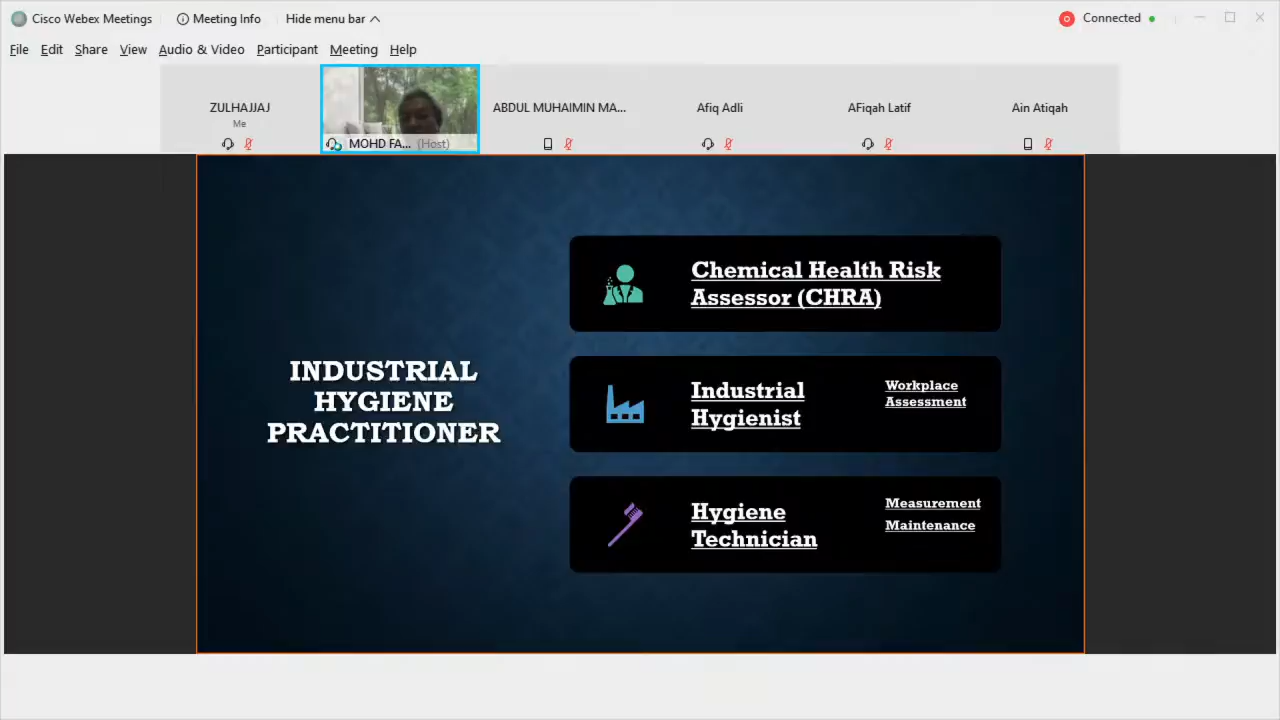 Cisco Webex Meetings
Meeting Info
Hide menu bar
Connected
File Edit Share View Audio & Video Participant Meeting Help
ZULHAJJAJ
Me
MOHD FA... (Host)
ABDUL MUHAIMIN MA...
Afiq Adli
AFiqah Latif
Ain Atiqah
INDUSTRIAL
HYGIENE
PRACTITIONER
Chemical Health Risk
Assessor (CHRA)
Industrial
Hygienist
Workplace
Assessment
Hygiene
Technician
Measurement
Maintenance